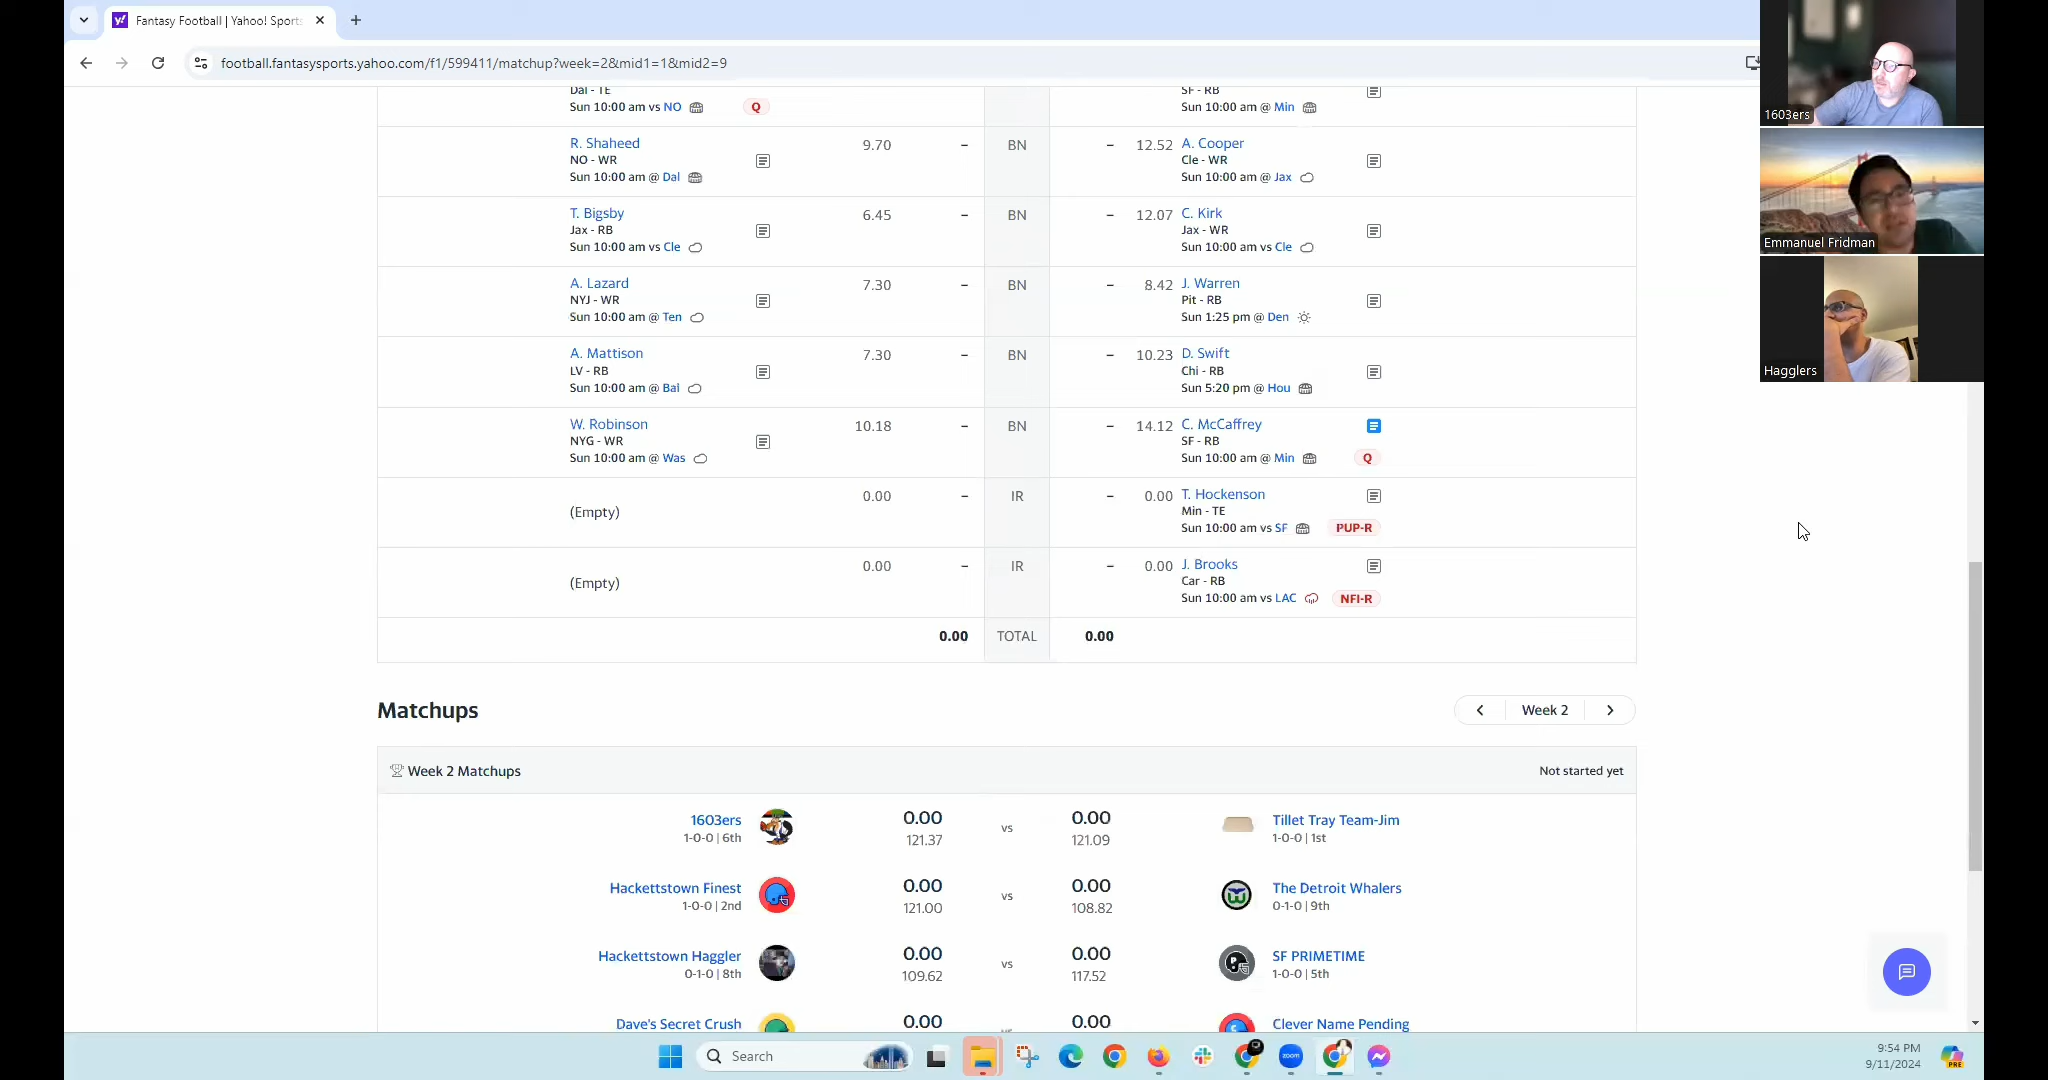 Fantasy Football | Yahoo! Sports
football.fantasysports.yahoo.com/f1/599411/matchup?week=2&mid1=1&mid2=9
Dal - TE
Sun 10:00 am vs NO
Q
SF - RB
Sun 10:00 am @ Min
R. Shaheed 9.70 – BN – 12.52 A. Cooper
NO - WR Cle - WR
Sun 10:00 am @ Dal Sun 10:00 am @ Jax
T. Bigsby 6.45 – BN – 12.07 C. Kirk
Jax - RB Jax - WR
Sun 10:00 am vs Cle Sun 10:00 am vs Cle
A. Lazard 7.30 – BN – 8.42 J. Warren
NYJ - WR Pit - RB
Sun 10:00 am @ Ten Sun 1:25 pm @ Den
A. Mattison 7.30 – BN – 10.23 D. Swift
LV - RB Chi - RB
Sun 10:00 am @ Bal Sun 5:20 pm @ Hou
W. Robinson 10.18 – BN – 14.12 C. McCaffrey
NYG - WR SF - RB
Sun 10:00 am @ Was Sun 10:00 am @ Min Q
(Empty) 0.00 – IR – 0.00 T. Hockenson
Min - TE
Sun 10:00 am vs SF PUP-R
(Empty) 0.00 – IR – 0.00 J. Brooks
Car - RB
Sun 10:00 am vs LAC NFI-R
0.00 TOTAL 0.00
Matchups
Week 2
Week 2 Matchups Not started yet
1603ers 0.00 vs 0.00 Tillet Tray Team-Jim
1-0-0 | 6th 121.37 121.09 1-0-0 | 1st
Hackettstown Finest 0.00 vs 0.00 The Detroit Whalers
1-0-0 | 2nd 121.00 108.82 0-1-0 | 9th
Hackettstown Haggler 0.00 vs 0.00 SF PRIMETIME
0-1-0 | 8th 109.62 117.52 1-0-0 | 5th
Dave's Secret Crush 0.00 vs 0.00 Clever Name Pending
1603ers
Emmanuel Fridman
Hagglers
Search
zoom
9:54 PM
9/11/2024
PRE